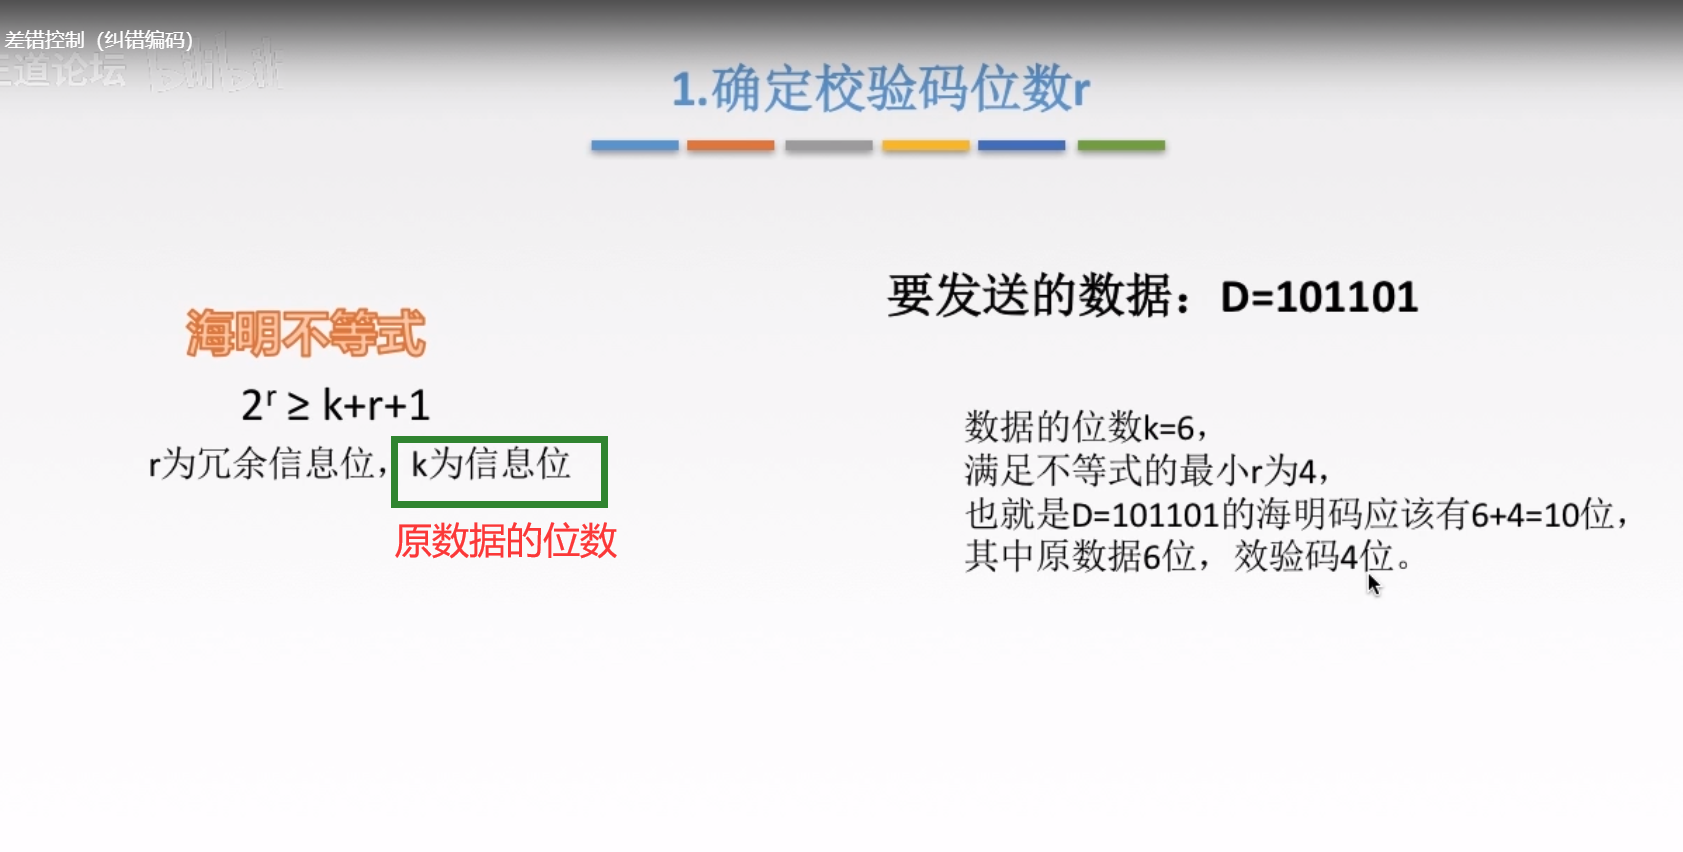 差错控制（纠错编码）
王道论坛 bilibili
1.确定校验码位数r
要发送的数据：D=101101
海明不等式
2ʳ ≥ k+r+1
r为冗余信息位，k为信息位
原数据的位数
数据的位数k=6，
满足不等式的最小r为4，
也就是D=101101的海明码应该有6+4=10位，
其中原数据6位，效验码4位。